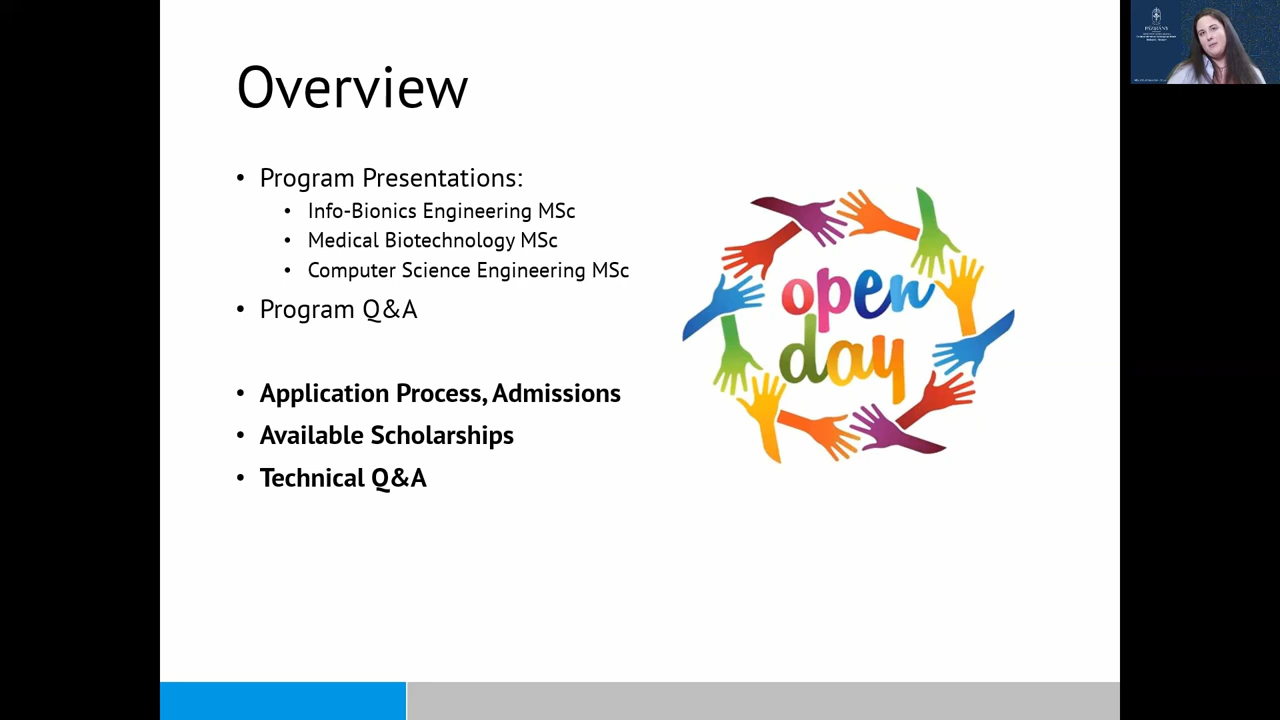 Overview
• Program Presentations:
• Info-Bionics Engineering MSc
• Medical Biotechnology MSc
• Computer Science Engineering MSc
• Program Q&A
• Application Process, Admissions
• Available Scholarships
• Technical Q&A
open
day
PÁZMÁNY